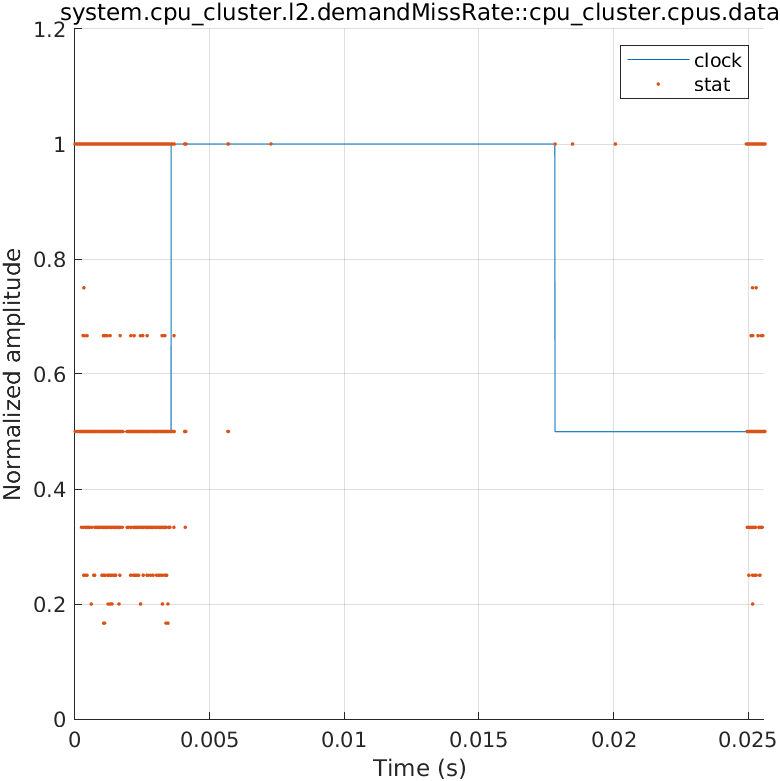 system.cpu_cluster.l2.demandMissRate::cpu_cluster.cpus.data
1.2
1
0.8
0.6
0.4
0.2
0
Normalized amplitude
clock
stat
0 0.005 0.01 0.015 0.02 0.025
Time (s)